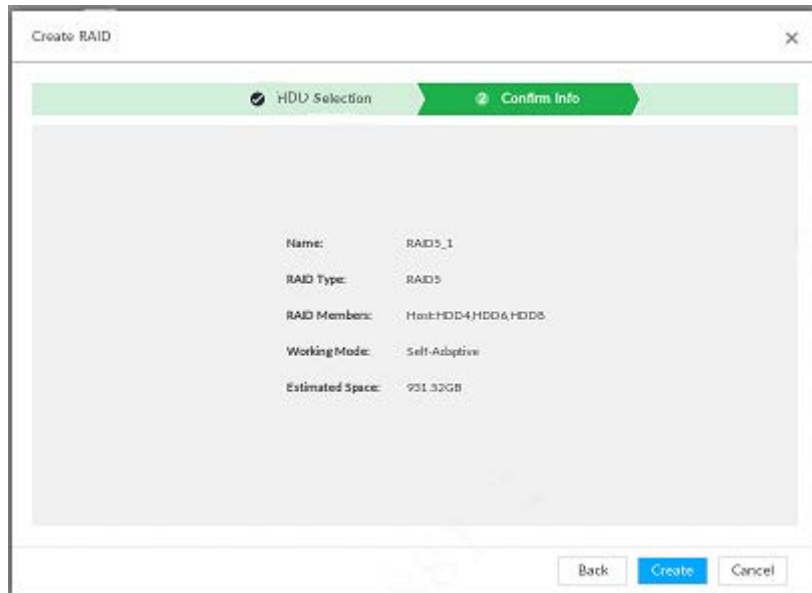 Create RAID
HDD Selection
2 Confirm Info
Name: RAID5_1
RAID Type: RAID5
RAID Members: Host:HDD4,HDD6,HDD8
Working Mode: Self-Adaptive
Estimated Space: 931.52GB
Back Create Cancel